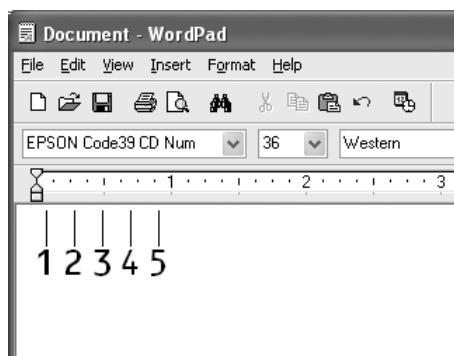 Document - WordPad
File Edit View Insert Format Help
EPSON Code39 CD Num 36 Western
1 2 3
1 2 3 4 5